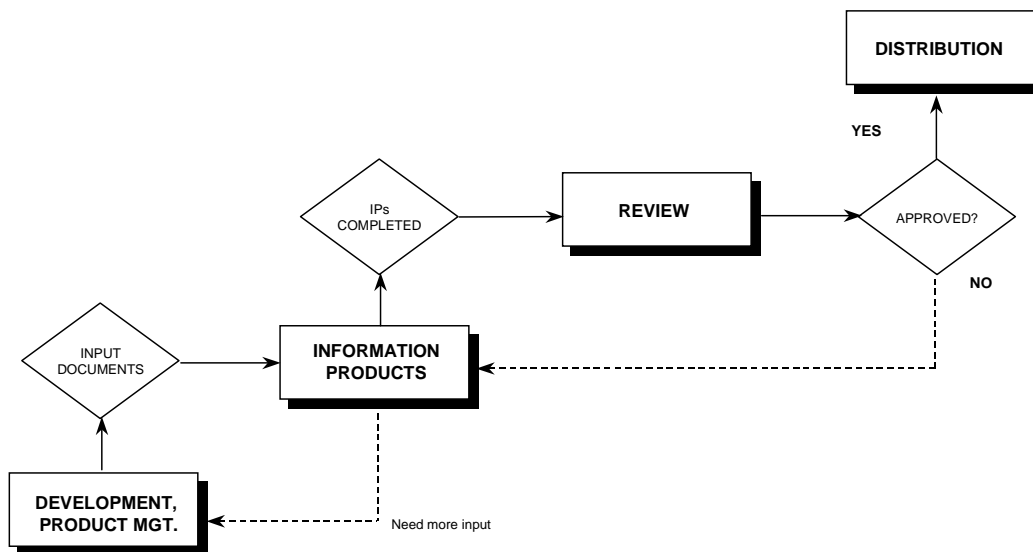 DISTRIBUTION
YES
IPs
COMPLETED
REVIEW
APPROVED?
NO
INPUT
DOCUMENTS
INFORMATION
PRODUCTS
DEVELOPMENT,
PRODUCT MGT.
Need more input